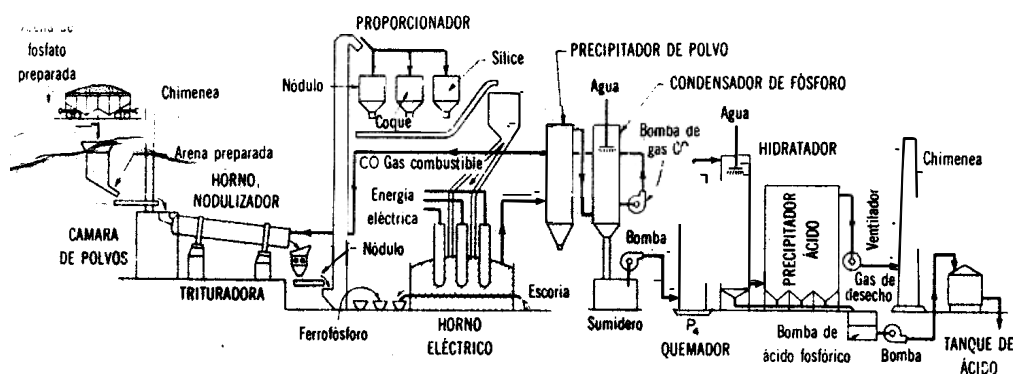 fosfato
preparada
Chimenea
Arena preparada
HORNO,
NODULIZADOR
CAMARA
DE POLVOS
TRITURADORA
PROPORCIONADOR
Nódulo
Coque
Sílice
CO Gas combustible
Energia
eléctrica
Nódulo
Ferrofósforo
HORNO
ELÉCTRICO
Escoria
PRECIPITADOR DE POLVO
CONDENSADOR DE FÓSFORO
Agua
Bomba de
gas
Bomba
Sumidero
P4
QUEMADOR
Agua
HIDRATADOR
PRECIPITADOR
ÁCIDO
Ventilador
Chimenea
Gas de
desecho
Bomba de
ácido fosfórico
Bomba
TANQUE DE
ÁCIDO